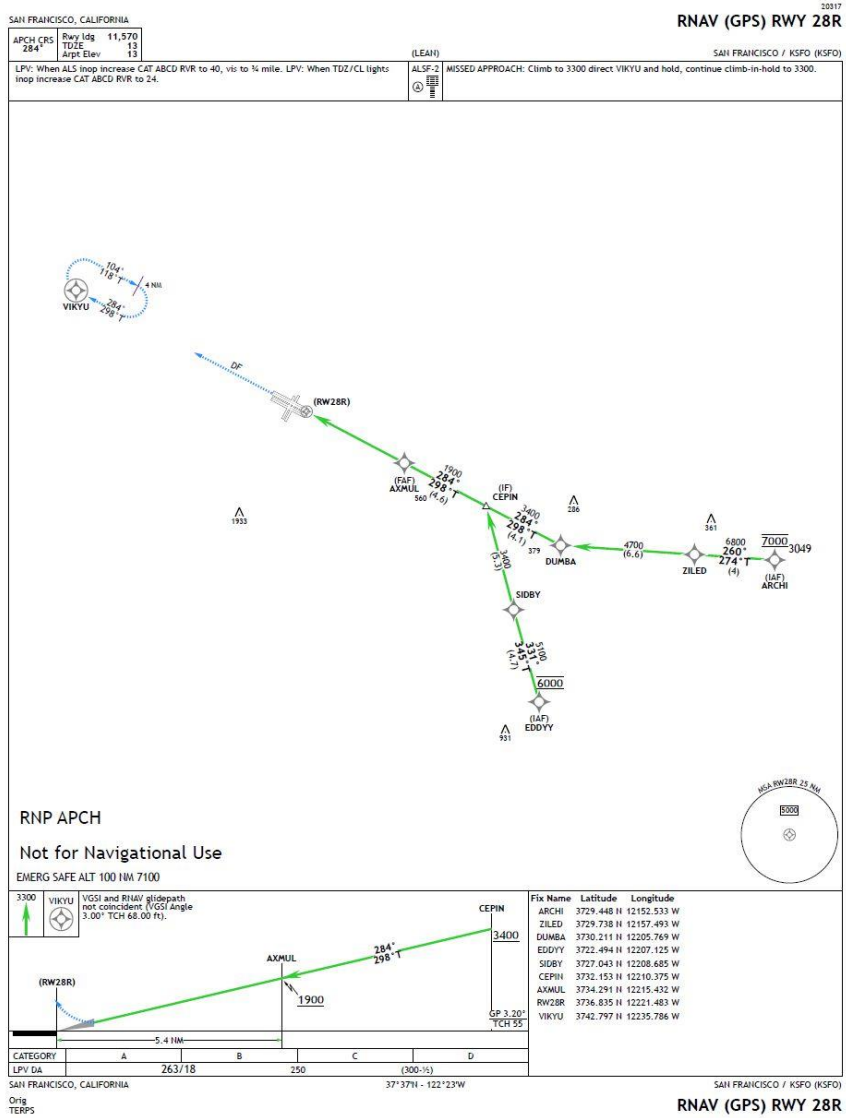 20317
SAN FRANCISCO, CALIFORNIA
RNAV (GPS) RWY 28R
APCH CRS 284°
Rwy ldg 11,570
TDZE 13
Arpt Elev 13
(LEAN)
SAN FRANCISCO / KSFO (KSFO)
LPV: When ALS inop increase CAT ABCD RVR to 40, vis to ¾ mile. LPV: When TDZ/CL lights
inop increase CAT ABCD RVR to 24.
ALSF-2
A
MISSED APPROACH: Climb to 3300 direct VIKYU and hold, continue climb-in-hold to 3300.
104°
118°T
4 NM
VIKYU
284°
298°T
DF
(RW28R)
1900
284°
298°T
(4.6)
(FAF)
AXMUL
560
(IF)
CEPIN
3400
284°
298°T
(4.1)
379
1933
286
361
DUMBA
4700
(6.6)
ZILED
6800
260°
274°T
(4)
7000
3049
(IAF)
ARCHI
3400
(5.3)
SIDBY
5100
331°
345°T
(4.7)
6000
(IAF)
EDDYY
931
MSA RW28R 25 NM
5000
RNP APCH
Not for Navigational Use
EMERG SAFE ALT 100 NM 7100
3300
VIKYU
VGSI and RNAV glidepath
not coincident (VGSI Angle
3.00° TCH 68.00 ft).
CEPIN
3400
284°
298°T
AXMUL
1900
(RW28R)
GP 3.20°
TCH 55
5.4 NM
Fix Name Latitude Longitude
ARCHI 3729.448 N 12152.533 W
ZILED 3729.738 N 12157.493 W
DUMBA 3730.211 N 12205.769 W
EDDYY 3722.494 N 12207.125 W
SIDBY 3727.043 N 12208.685 W
CEPIN 3732.153 N 12210.375 W
AXMUL 3734.291 N 12215.432 W
RW28R 3736.835 N 12221.483 W
VIKYU 3742.797 N 12235.786 W
CATEGORY A B C D
LPV DA 263/18 250 (300-½)
SAN FRANCISCO, CALIFORNIA
37°37'N - 122°23'W
SAN FRANCISCO / KSFO (KSFO)
Orig
TERPS
RNAV (GPS) RWY 28R